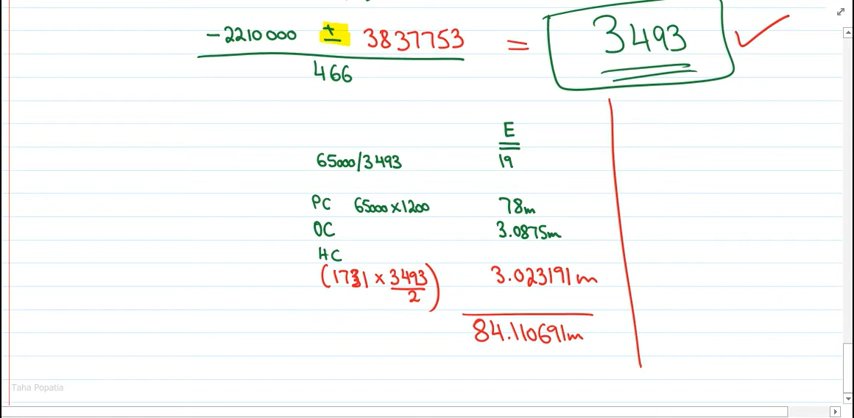 -2210000 ± 3837753 = 3493 ✓
466
E
65000/3493 19
PC 65000×1200 78m
OC 3.0875m
HC
(1731 × 3493/2) 3.023191m
84.110691m
Taha Popatia